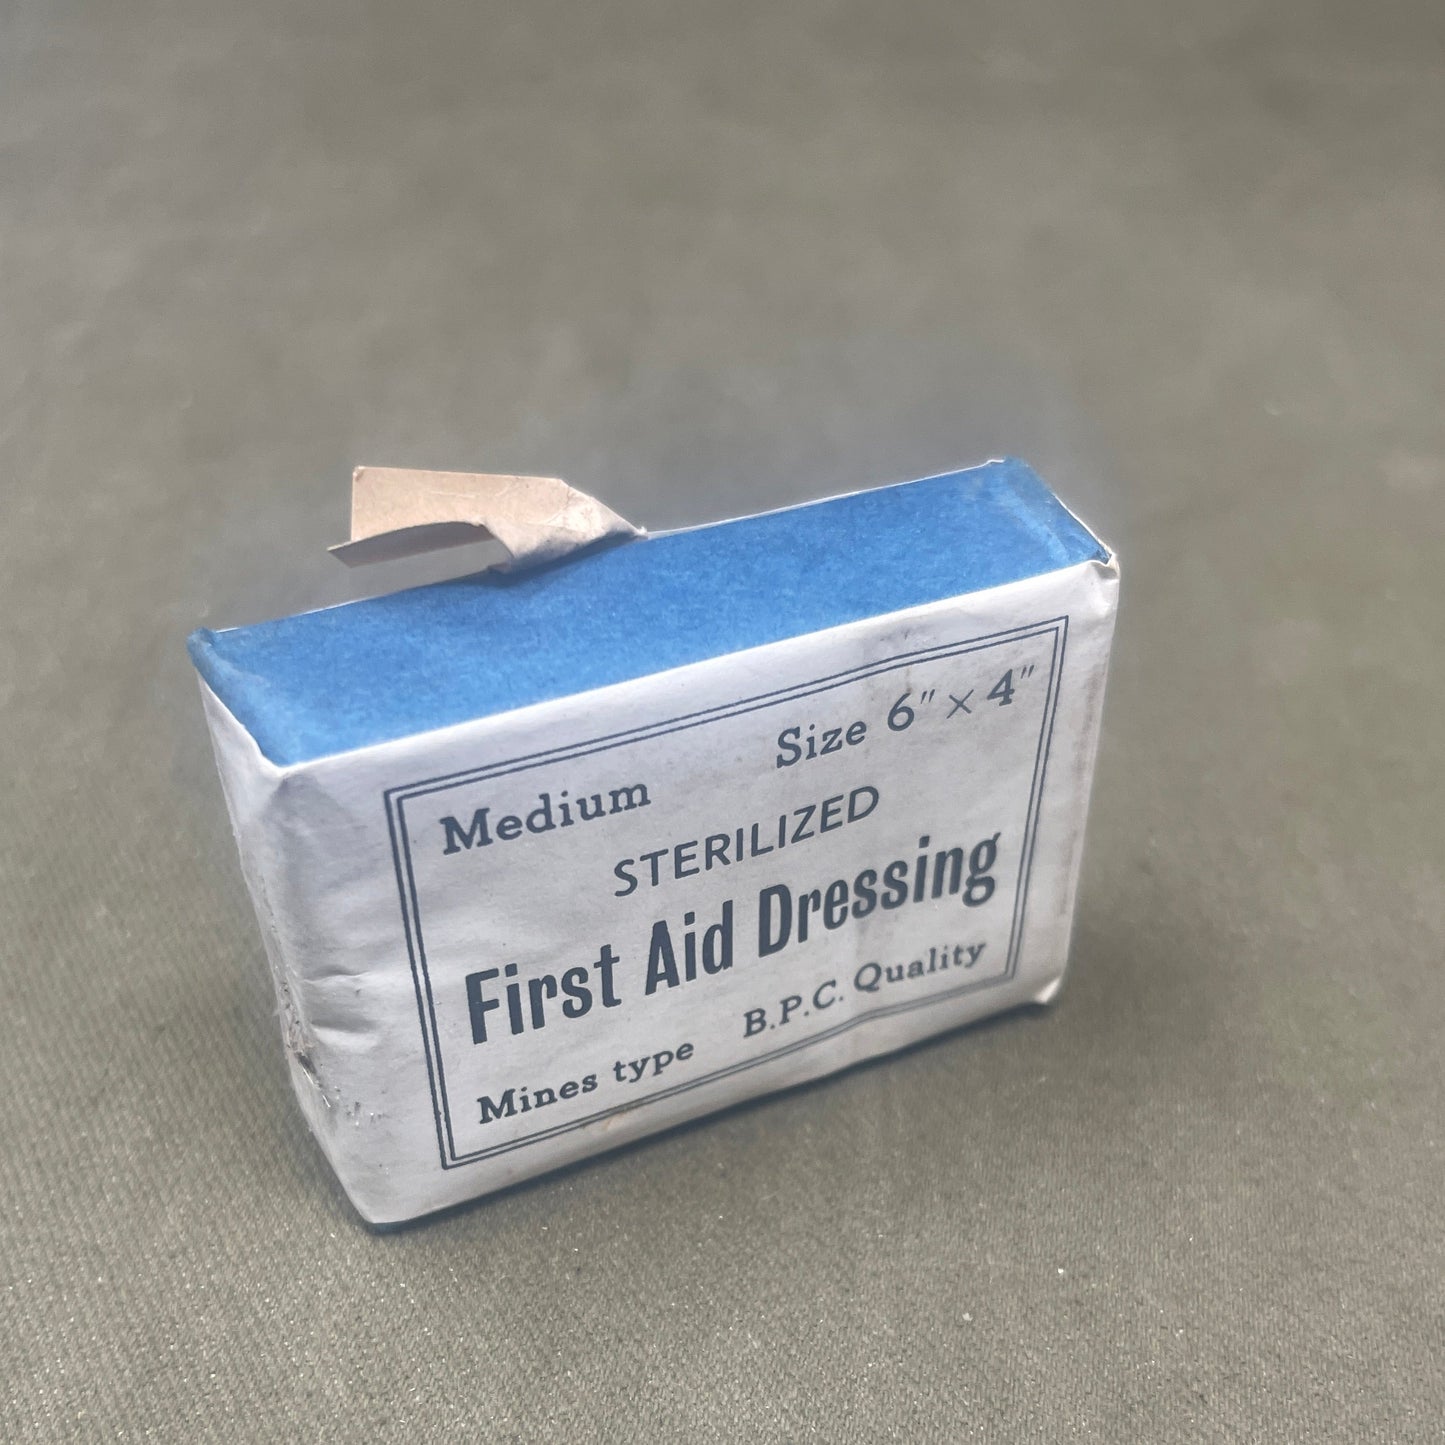 Medium Size 6" × 4"
STERILIZED
First Aid Dressing
Mines type B.P.C. Quality